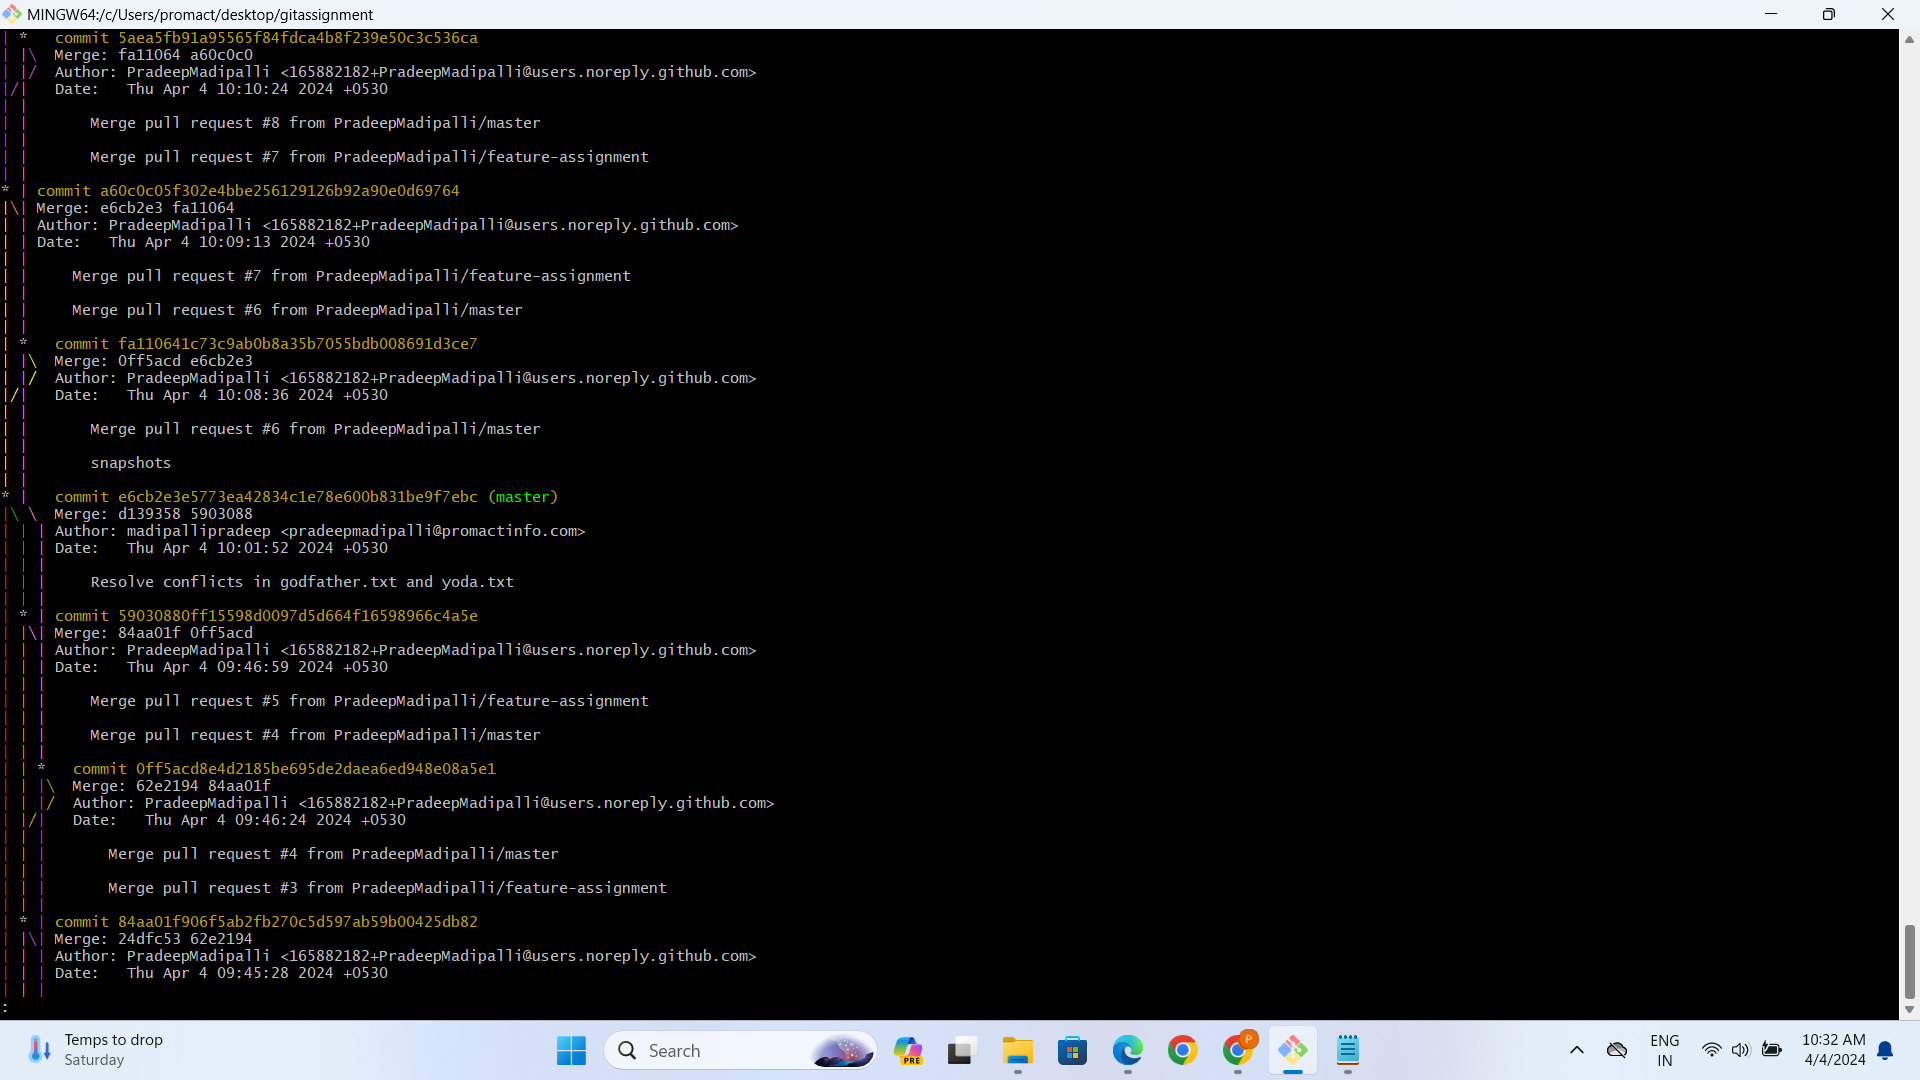 MINGW64:/c/Users/promact/desktop/gitassignment
| *   commit 5aea5fb91a95565f84fdca4b8f239e50c3c536ca
| |\  Merge: fa11064 a60c0c0
| |/  Author: PradeepMadipalli <165882182+PradeepMadipalli@users.noreply.github.com>
|/|   Date:   Thu Apr 4 10:10:24 2024 +0530
| |
| |       Merge pull request #8 from PradeepMadipalli/master
| |
| |       Merge pull request #7 from PradeepMadipalli/feature-assignment
| |
* | commit a60c0c05f302e4bbe256129126b92a90e0d69764
|\| Merge: e6cb2e3 fa11064
| | Author: PradeepMadipalli <165882182+PradeepMadipalli@users.noreply.github.com>
| | Date:   Thu Apr 4 10:09:13 2024 +0530
| |
| |     Merge pull request #7 from PradeepMadipalli/feature-assignment
| |
| |     Merge pull request #6 from PradeepMadipalli/master
| |
| *   commit fa110641c73c9ab0b8a35b7055bdb008691d3ce7
| |\  Merge: 0ff5acd e6cb2e3
| |/  Author: PradeepMadipalli <165882182+PradeepMadipalli@users.noreply.github.com>
|/|   Date:   Thu Apr 4 10:08:36 2024 +0530
| |
| |       Merge pull request #6 from PradeepMadipalli/master
| |
| |       snapshots
| |
* |   commit e6cb2e3e5773ea42834c1e78e600b831be9f7ebc (master)
|\ \  Merge: d139358 5903088
| | | Author: madipallipradeep <pradeepmadipalli@promactinfo.com>
| | | Date:   Thu Apr 4 10:01:52 2024 +0530
| | |
| | |     Resolve conflicts in godfather.txt and yoda.txt
| | |
| * | commit 59030880ff15598d0097d5d664f16598966c4a5e
| |\| Merge: 84aa01f 0ff5acd
| | | Author: PradeepMadipalli <165882182+PradeepMadipalli@users.noreply.github.com>
| | | Date:   Thu Apr 4 09:46:59 2024 +0530
| | |
| | |     Merge pull request #5 from PradeepMadipalli/feature-assignment
| | |
| | |     Merge pull request #4 from PradeepMadipalli/master
| | |
| | *   commit 0ff5acd8e4d2185be695de2daea6ed948e08a5e1
| | |\  Merge: 62e2194 84aa01f
| | |/  Author: PradeepMadipalli <165882182+PradeepMadipalli@users.noreply.github.com>
| |/|   Date:   Thu Apr 4 09:46:24 2024 +0530
| | |
| | |       Merge pull request #4 from PradeepMadipalli/master
| | |
| | |       Merge pull request #3 from PradeepMadipalli/feature-assignment
| | |
| * | commit 84aa01f906f5ab2fb270c5d597ab59b00425db82
| |\| Merge: 24dfc53 62e2194
| | | Author: PradeepMadipalli <165882182+PradeepMadipalli@users.noreply.github.com>
| | | Date:   Thu Apr 4 09:45:28 2024 +0530
| | |
:
Temps to drop
Saturday
Search
PRE
P
ENG
IN
10:32 AM
4/4/2024